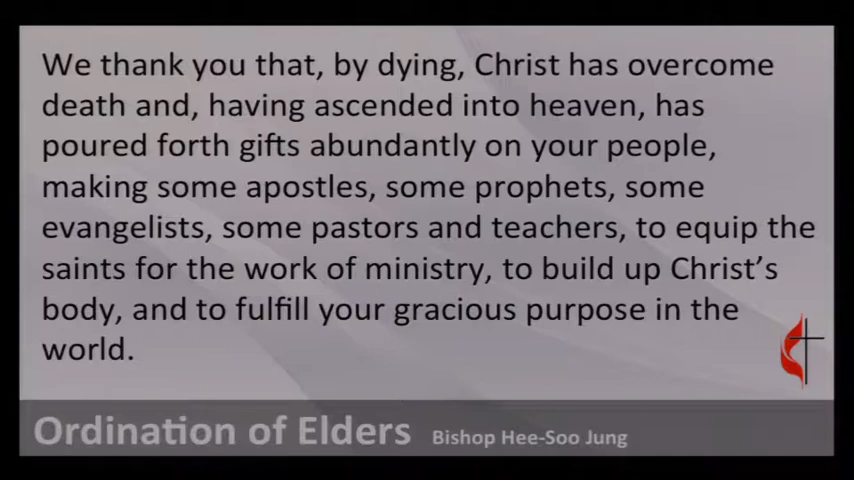 We thank you that, by dying, Christ has overcome
death and, having ascended into heaven, has
poured forth gifts abundantly on your people,
making some apostles, some prophets, some
evangelists, some pastors and teachers, to equip the
saints for the work of ministry, to build up Christ’s
body, and to fulfill your gracious purpose in the
world.
Ordination of Elders Bishop Hee-Soo Jung